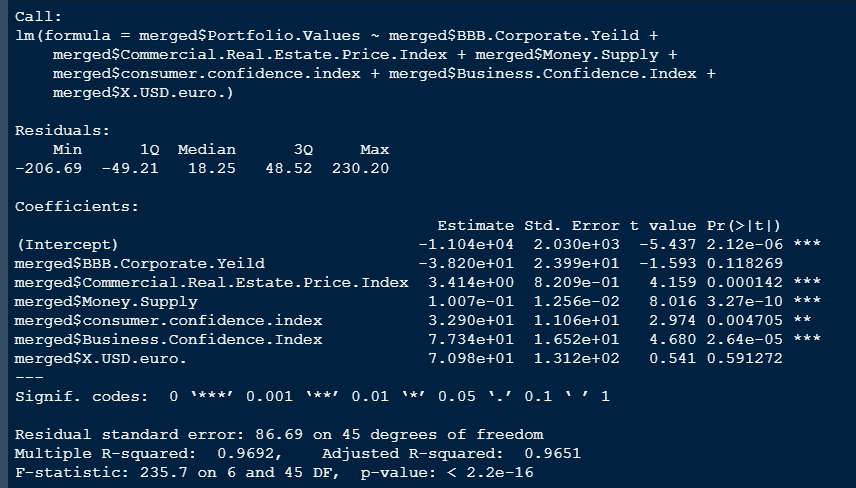 Call:
lm(formula = merged$Portfolio.Values ~ merged$BBB.Corporate.Yeild +
    merged$Commercial.Real.Estate.Price.Index + merged$Money.Supply +
    merged$consumer.confidence.index + merged$Business.Confidence.Index +
    merged$X.USD.euro.)

Residuals:
    Min      1Q  Median      3Q     Max
-206.69  -49.21   18.25   48.52  230.20

Coefficients:
                                            Estimate Std. Error t value Pr(>|t|)
(Intercept)                               -1.104e+04  2.030e+03  -5.437 2.12e-06 ***
merged$BBB.Corporate.Yeild                -3.820e+01  2.399e+01  -1.593 0.118269
merged$Commercial.Real.Estate.Price.Index  3.414e+00  8.209e-01   4.159 0.000142 ***
merged$Money.Supply                        1.007e-01  1.256e-02   8.016 3.27e-10 ***
merged$consumer.confidence.index           3.290e+01  1.106e+01   2.974 0.004705 **
merged$Business.Confidence.Index           7.734e+01  1.652e+01   4.680 2.64e-05 ***
merged$X.USD.euro.                         7.098e+01  1.312e+02   0.541 0.591272
---
Signif. codes:  0 ‘***’ 0.001 ‘**’ 0.01 ‘*’ 0.05 ‘.’ 0.1 ‘ ’ 1

Residual standard error: 86.69 on 45 degrees of freedom
Multiple R-squared:  0.9692,    Adjusted R-squared:  0.9651
F-statistic: 235.7 on 6 and 45 DF,  p-value: < 2.2e-16